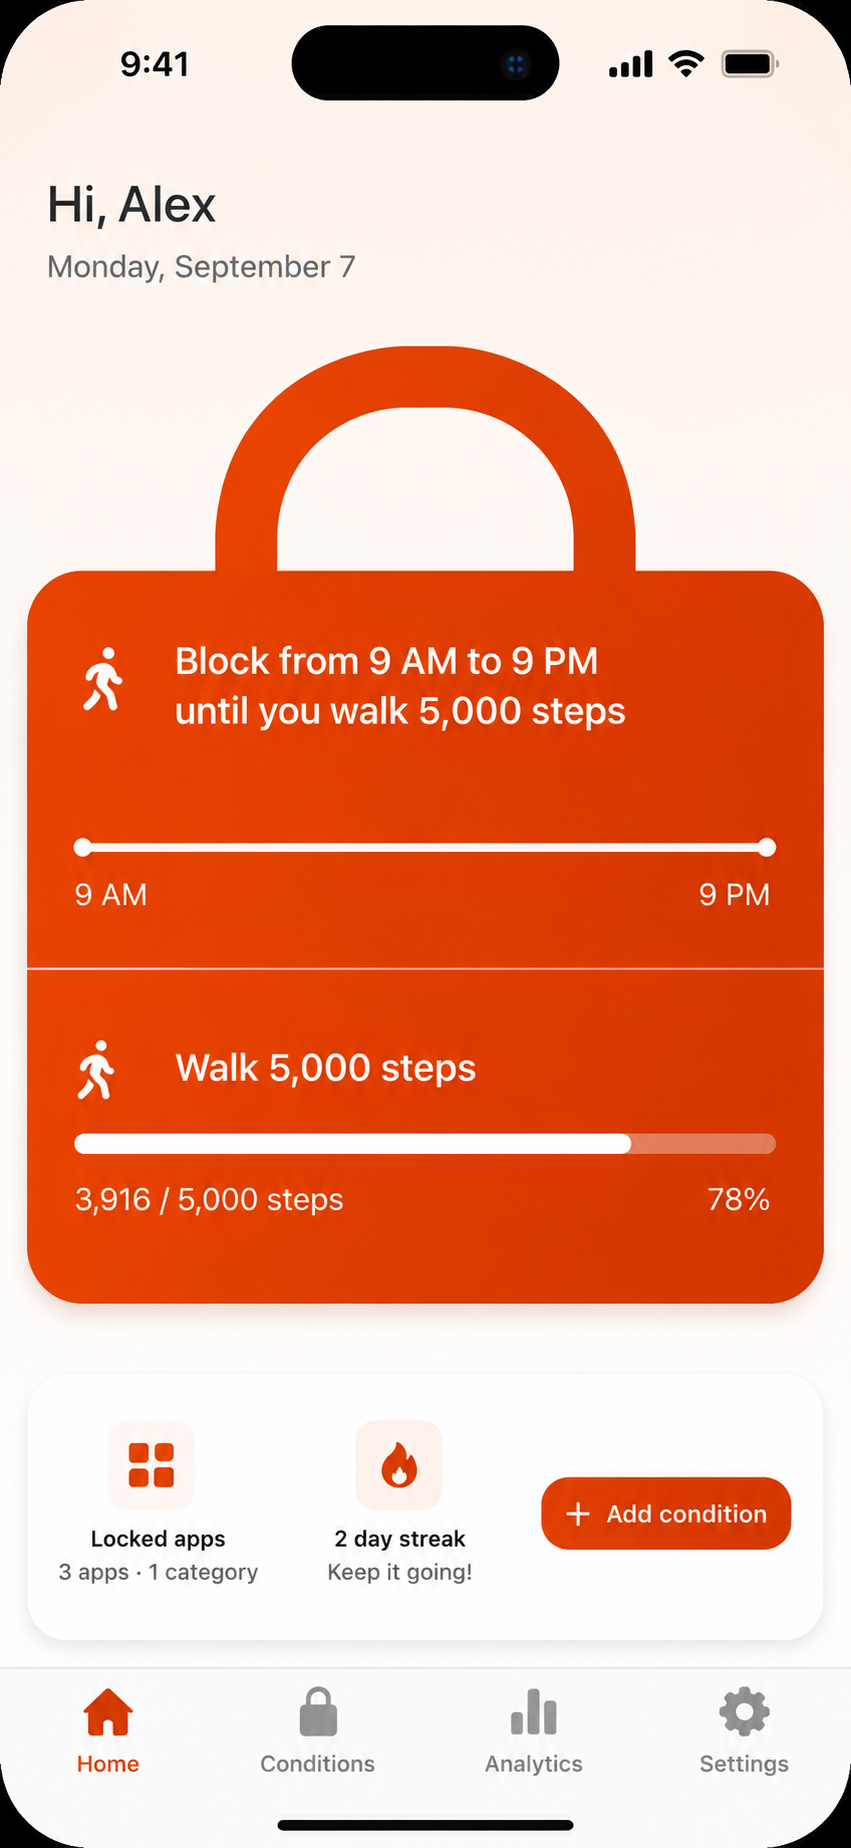 9:41
Hi, Alex
Monday, September 7
Block from 9 AM to 9 PM
until you walk 5,000 steps
9 AM
9 PM
Walk 5,000 steps
3,916 / 5,000 steps
78%
Locked apps
3 apps · 1 category
2 day streak
Keep it going!
+ Add condition
Home
Conditions
Analytics
Settings